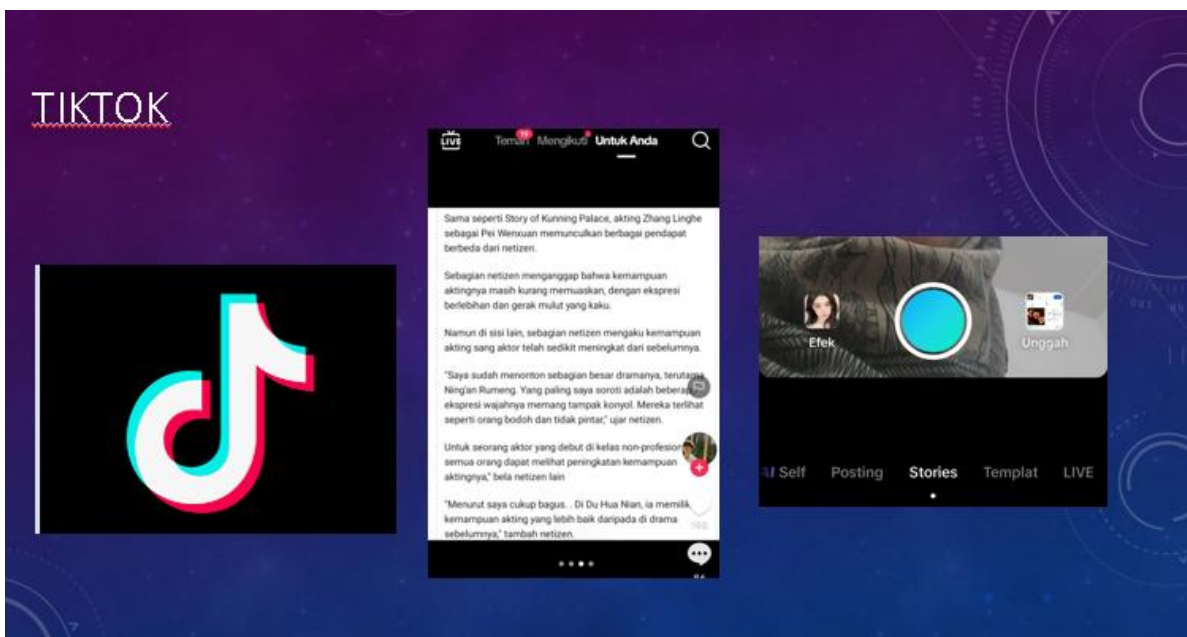 TIKTOK
LIVE
Teman Mengikuti Untuk Anda
Sama seperti Story of Kunning Palace, akting Zhang Linghe
sebagai Pei Wenxuan memunculkan berbagai pendapat
berbeda dari netizen.
Sebagian netizen menganggap bahwa kemampuan
aktingnya masih kurang memuaskan, dengan ekspresi
berlebihan dan gerak mulut yang kaku.
Namun di sisi lain, sebagian netizen mengaku kemampuan
akting sang aktor telah sedikit meningkat dari sebelumnya.
"Saya sudah menonton sebagian besar dramanya, terutama
Ning'an Rumeng. Yang paling saya soroti adalah beberapa
ekspresi wajahnya memang tampak konyol. Mereka terlihat
seperti orang bodoh dan tidak pintar," ujar netizen.
Untuk seorang aktor yang debut di kelas non-profesion
semua orang dapat melihat peningkatan kemampuan
aktingnya," bela netizen lain
"Menurut saya cukup bagus... Di Du Hua Nian, ia memilik
kemampuan akting yang lebih baik daripada di drama
sebelumnya," tambah netizen.
Efek
Unggah
AI Self Posting Stories Templat LIVE